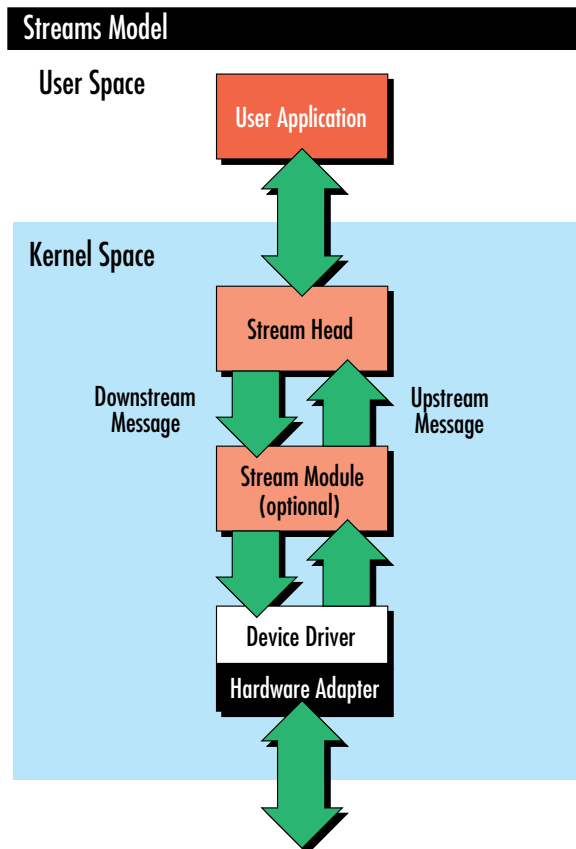 Streams Model
User Space
User Application
Kernel Space
Stream Head
Downstream
Message
Upstream
Message
Stream Module
(optional)
Device Driver
Hardware Adapter